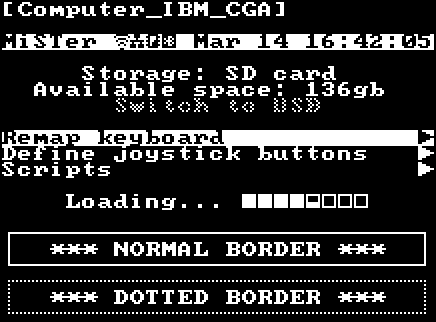 [Computer_IBM_CGA]
MiSTer Mar 14 16:42:05
Storage: SD card
Available space: 136gb
Switch to USB
Remap keyboard ►
Define joystick buttons ►
Scripts ►
Loading...
*** NORMAL BORDER ***
*** DOTTED BORDER ***